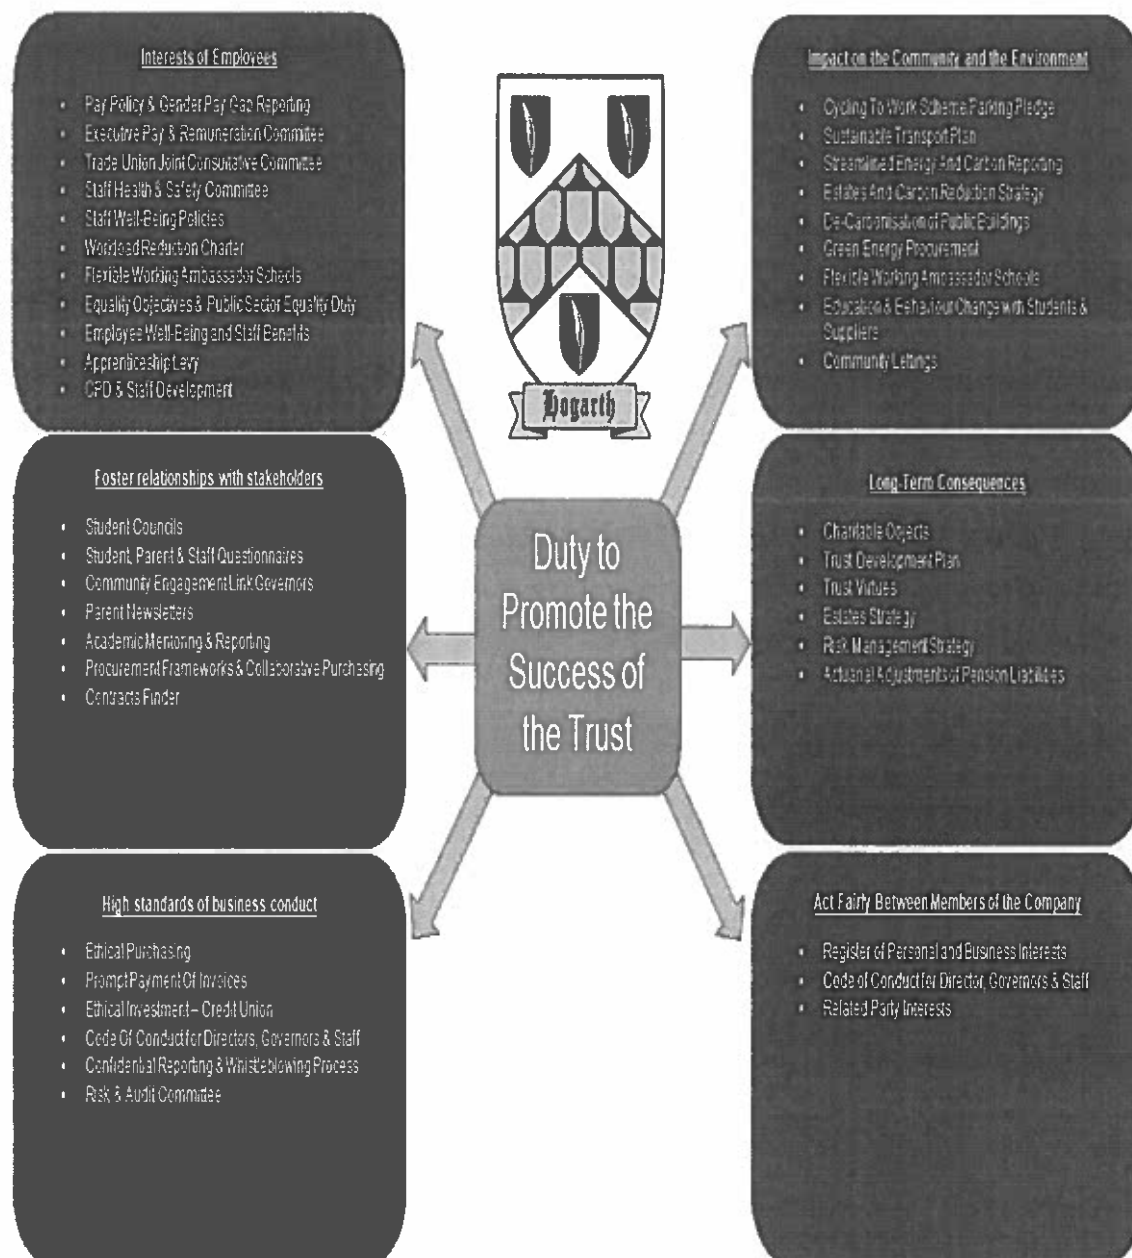 Interests of Employees
• Pay Policy & Gender Pay Gap Reporting
• Executive Pay & Remuneration Committee
• Trade Union Joint Consultative Committee
• Staff Health & Safety Committee
• Staff Well-Being Policies
• Workload Reduction Charter
• Flexible Working Ambassador Schools
• Equality Objectives & Public Sector Equality Duty
• Employee Well-Being and Staff Benefits
• Apprenticeship Levy
• CPD & Staff Development
Foster relationships with stakeholders
• Student Councils
• Student, Parent & Staff Questionnaires
• Community Engagement Link Governors
• Parent Newsletters
• Academic Mentoring & Reporting
• Procurement Frameworks & Collaborative Purchasing
• Contracts Finder
High standards of business conduct
• Ethical Purchasing
• Prompt Payment Of Invoices
• Ethical Investment – Credit Union
• Code Of Conduct for Directors, Governors & Staff
• Confidential Reporting & Whistleblowing Process
• Risk & Audit Committee
Hogarth
Duty to
Promote the
Success of
the Trust
Impact on the Community and the Environment
• Cycling To Work Scheme Parking Pledge
• Sustainable Transport Plan
• Streamlined Energy And Carbon Reporting
• Estates And Carbon Reduction Strategy
• De-Carbonisation of Public Buildings
• Green Energy Procurement
• Flexible Working Ambassador Schools
• Education & Behaviour Change with Students &
Suppliers
• Community Lettings
Long-Term Consequences
• Charitable Objects
• Trust Development Plan
• Trust Virtues
• Estates Strategy
• Risk Management Strategy
• Actuarial Adjustments of Pension Liabilities
Act Fairly Between Members of the Company
• Register of Personal and Business Interests
• Code of Conduct for Director, Governors & Staff
• Related Party Interests